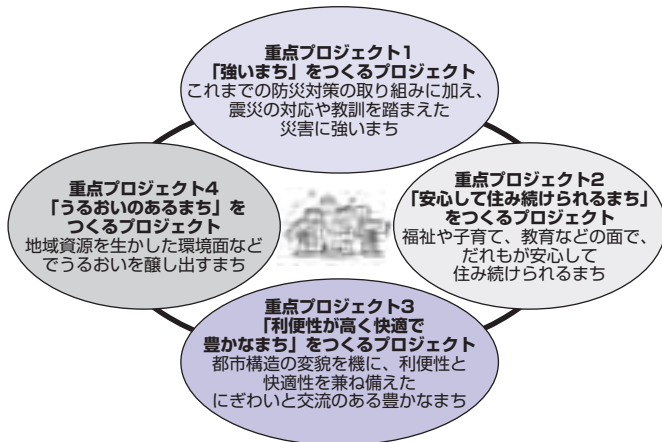 重点プロジェクト1
「強いまち」をつくるプロジェクト
これまでの防災対策の取り組みに加え、
震災の対応や教訓を踏まえた
災害に強いまち
重点プロジェクト2
「安心して住み続けられるまち」
をつくるプロジェクト
福祉や子育て、教育などの面で、
だれもが安心して
住み続けられるまち
重点プロジェクト3
「利便性が高く快適で
豊かなまち」をつくるプロジェクト
都市構造の変貌を機に、利便性と
快適性を兼ね備えた
にぎわいと交流のある豊かなまち
重点プロジェクト4
「うるおいのあるまち」を
つくるプロジェクト
地域資源を生かした環境面など
でうるおいを醸し出すまち